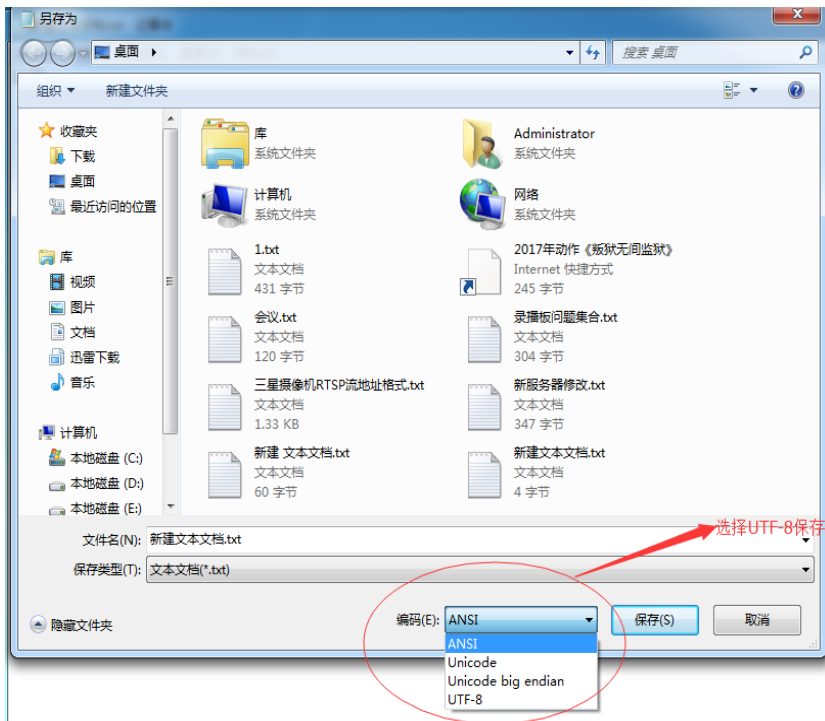 另存为
桌面
搜索 桌面
组织
新建文件夹
收藏夹
下载
桌面
最近访问的位置
库
视频
图片
文档
迅雷下载
音乐
计算机
本地磁盘 (C:)
本地磁盘 (D:)
本地磁盘 (E:)
库
系统文件夹
Administrator
系统文件夹
计算机
系统文件夹
网络
系统文件夹
1.txt
文本文档
431 字节
2017年动作《叛狱无间监狱》
Internet 快捷方式
245 字节
会议.txt
文本文档
120 字节
录播板问题集合.txt
文本文档
304 字节
三星摄像机RTSP流地址格式.txt
文本文档
1.33 KB
新服务器修改.txt
文本文档
347 字节
新建 文本文档.txt
文本文档
60 字节
新建文本文档.txt
文本文档
4 字节
选择UTF-8保存
文件名(N): 新建文本文档.txt
保存类型(T): 文本文档(*.txt)
隐藏文件夹
编码(E): ANSI
保存(S)
取消
ANSI
Unicode
Unicode big endian
UTF-8